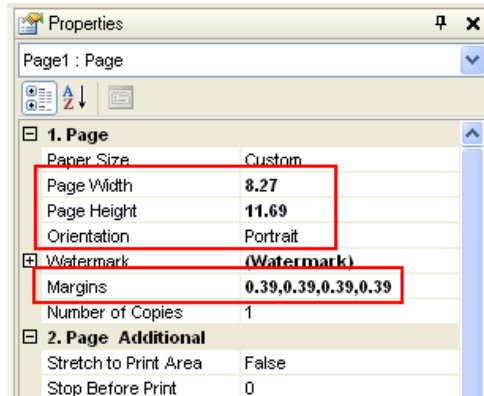 Properties
Page1 : Page
1. Page
Paper Size Custom
Page Width 8.27
Page Height 11.69
Orientation Portrait
Watermark (Watermark)
Margins 0.39,0.39,0.39,0.39
Number of Copies 1
2. Page Additional
Stretch to Print Area False
Stop Before Print 0